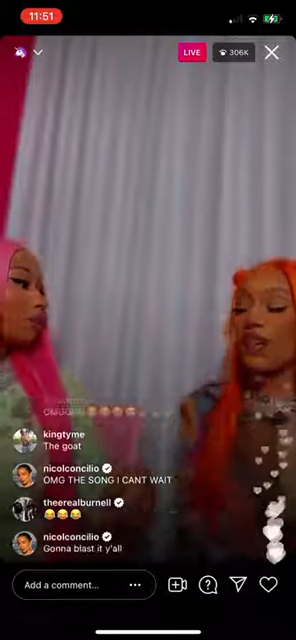 11:51
LIVE
306K
kingtyme
The goat
nicolconcilio
OMG THE SONG I CANT WAIT
theerealburnell
😂😂😂
nicolconcilio
Gonna blast it y'all
Add a comment...